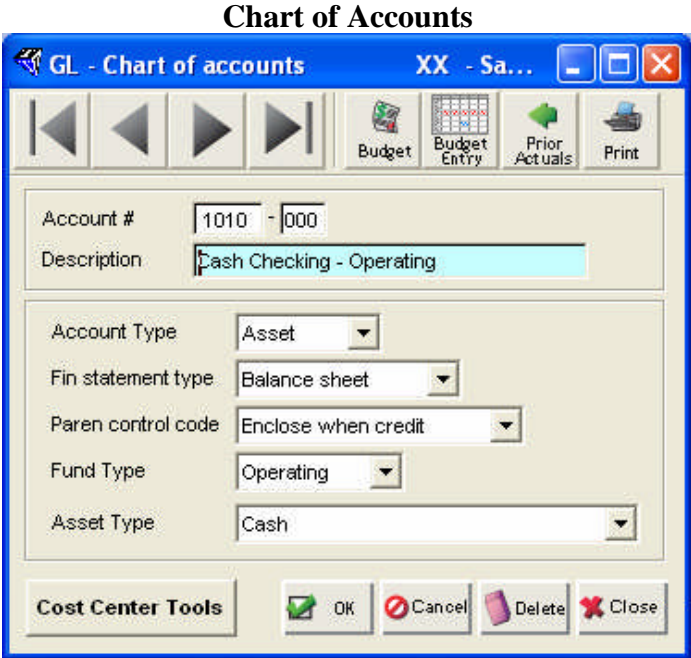 Chart of Accounts
GL - Chart of accounts XX - Sa...
Budget Budget Entry Prior Actuals Print
Account # 1010 - 000
Description Cash Checking - Operating
Account Type Asset
Fin statement type Balance sheet
Paren control code Enclose when credit
Fund Type Operating
Asset Type Cash
Cost Center Tools OK Cancel Delete Close